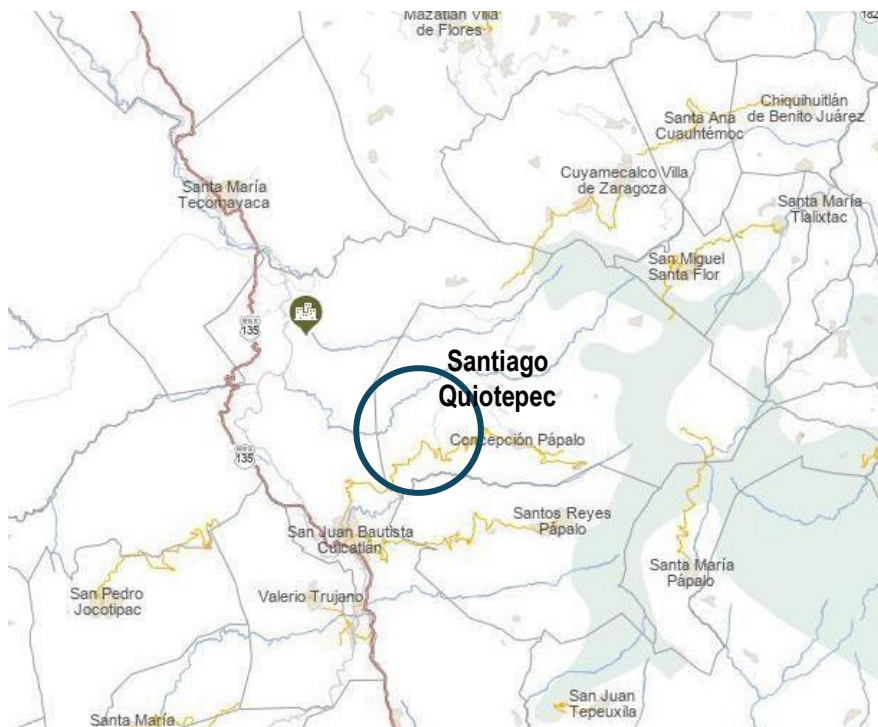 Mazatlán Villa
de Flores
182
Chiquihuitlán
de Benito Juárez
Santa Ana
Cuauhtémoc
Cuyamecalco Villa
de Zaragoza
Santa María
Tecomavaca
Santa María
Tlalixtac
San Miguel
Santa Flor
135
Santiago
Quiotepec
Concepción Pápalo
135
San Juan Bautista
Cuicatlán
Santos Reyes
Pápalo
Santa María
Pápalo
San Pedro
Jocotipac
Valerio Trujano
San Juan
Tepeuxila
Santa María